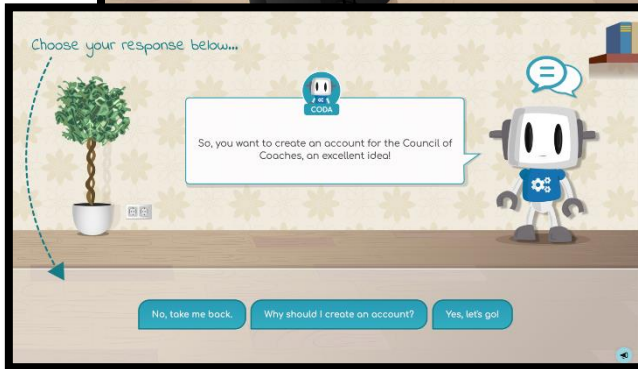 Choose your response below...
CODA
So, you want to create an account for the Council of
Coaches, an excellent idea!
No, take me back.
Why should I create an account?
Yes, let's go!